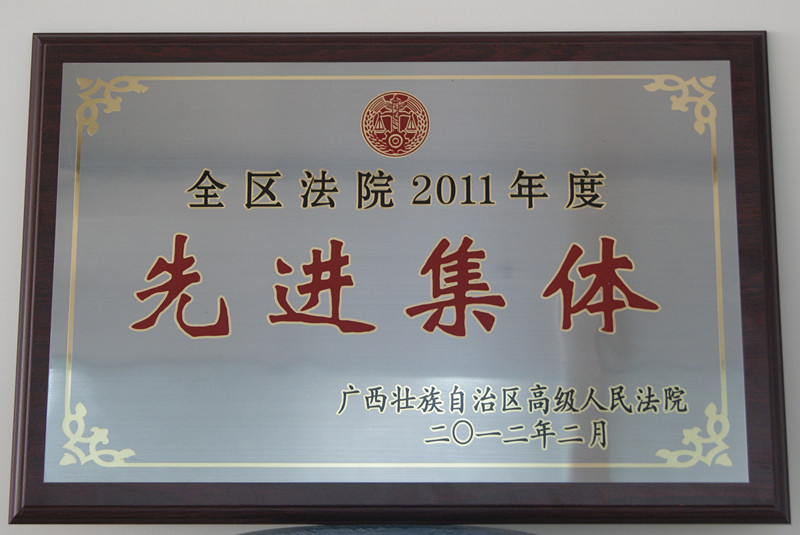 全区法院2011年度
先进集体
广西壮族自治区高级人民法院
二〇一二年二月